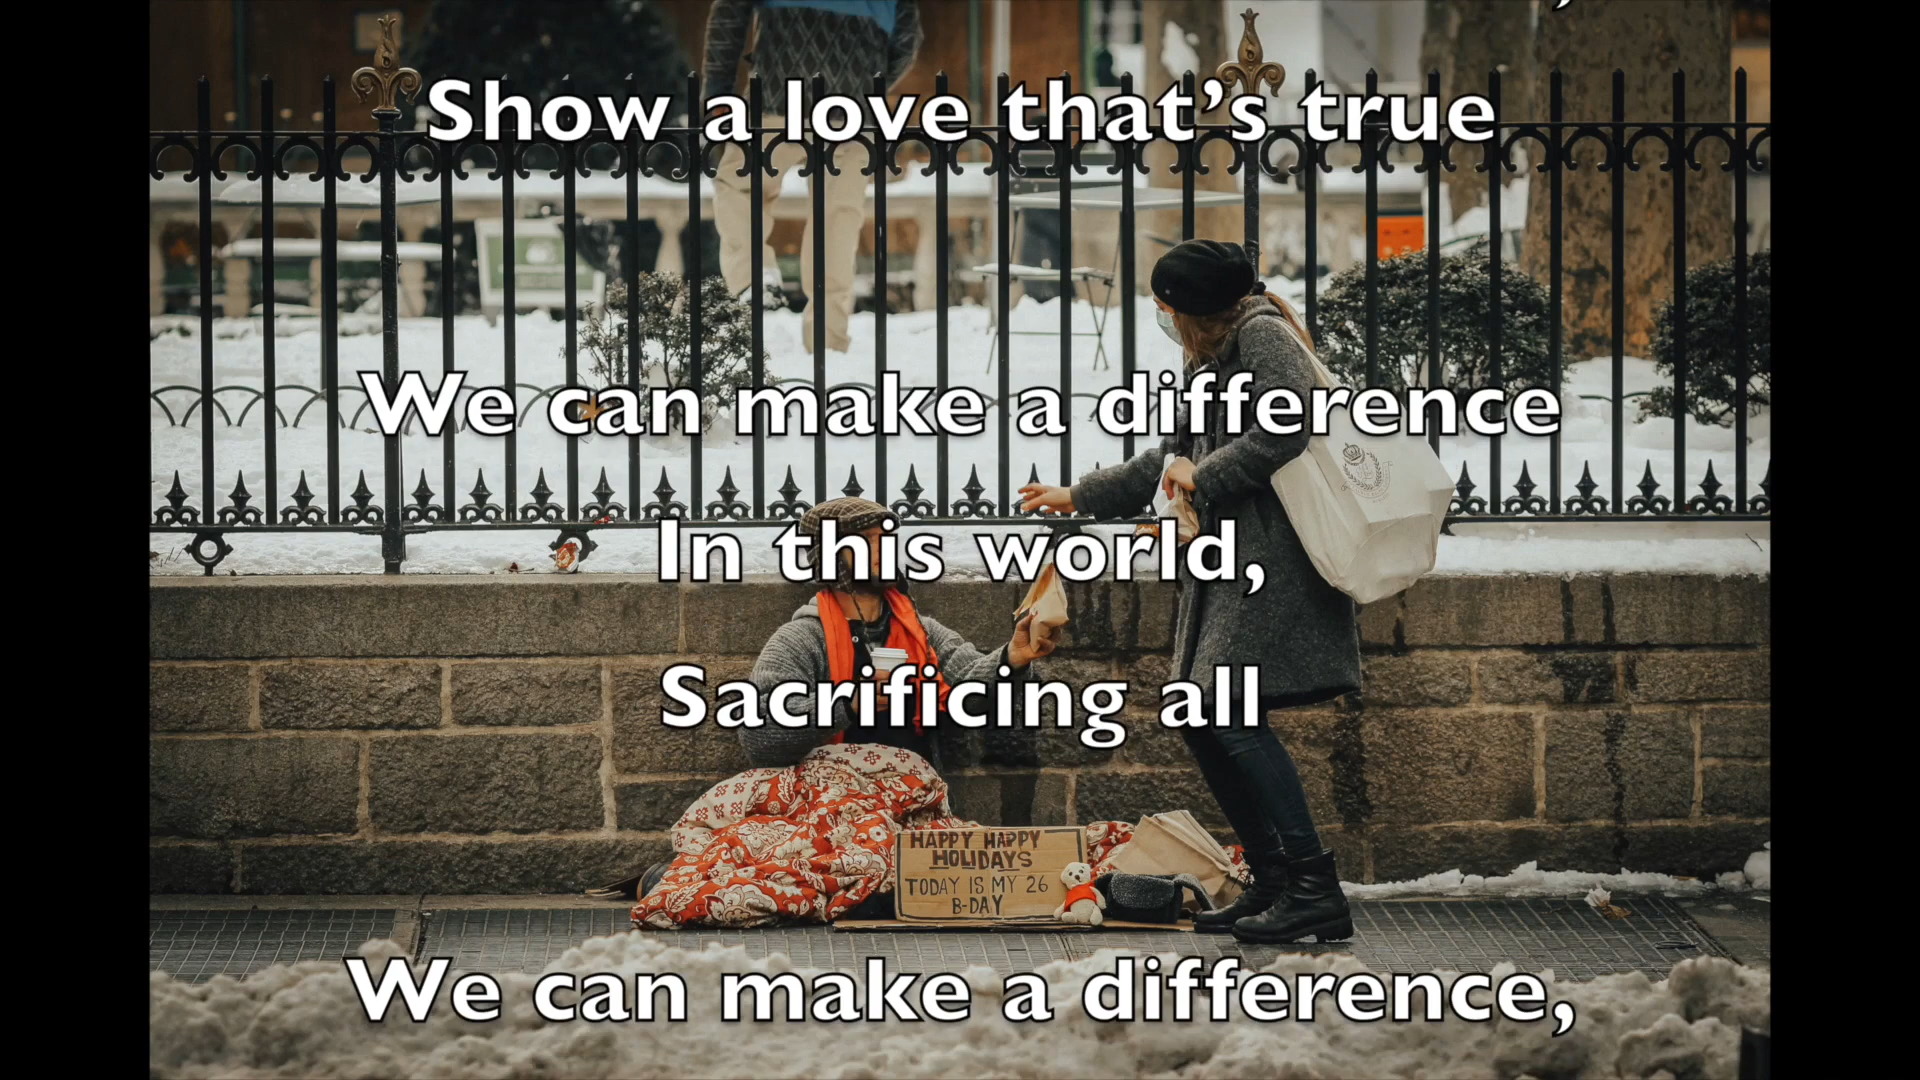 Show a love that’s true
We can make a difference
In this world,
Sacrificing all
HAPPY HAPPY
HOLIDAYS
TODAY IS MY 26
B-DAY
We can make a difference,